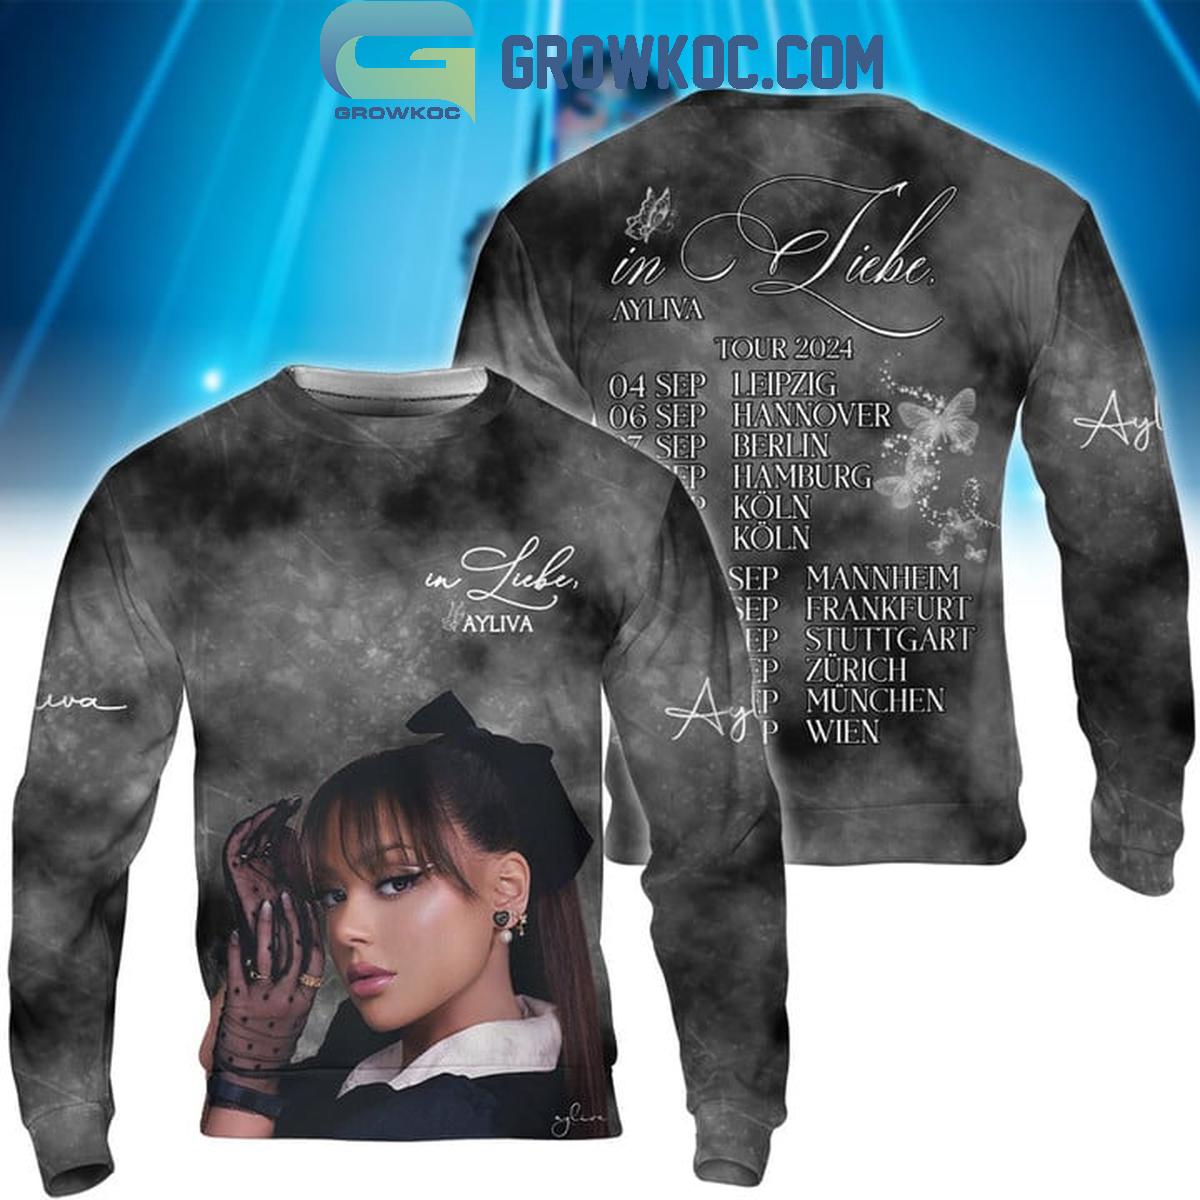 GROWKOC.COM
GROWKOC
in Liebe,
AYLIVA
TOUR 2024
04 SEP LEIPZIG
06 SEP HANNOVER
SEP BERLIN
HAMBURG
KÖLN
KÖLN
SEP MANNHEIM
SEP FRANKFURT
STUTTGART
ZÜRICH
MÜNCHEN
WIEN
in Liebe,
AYLIVA
ayliva